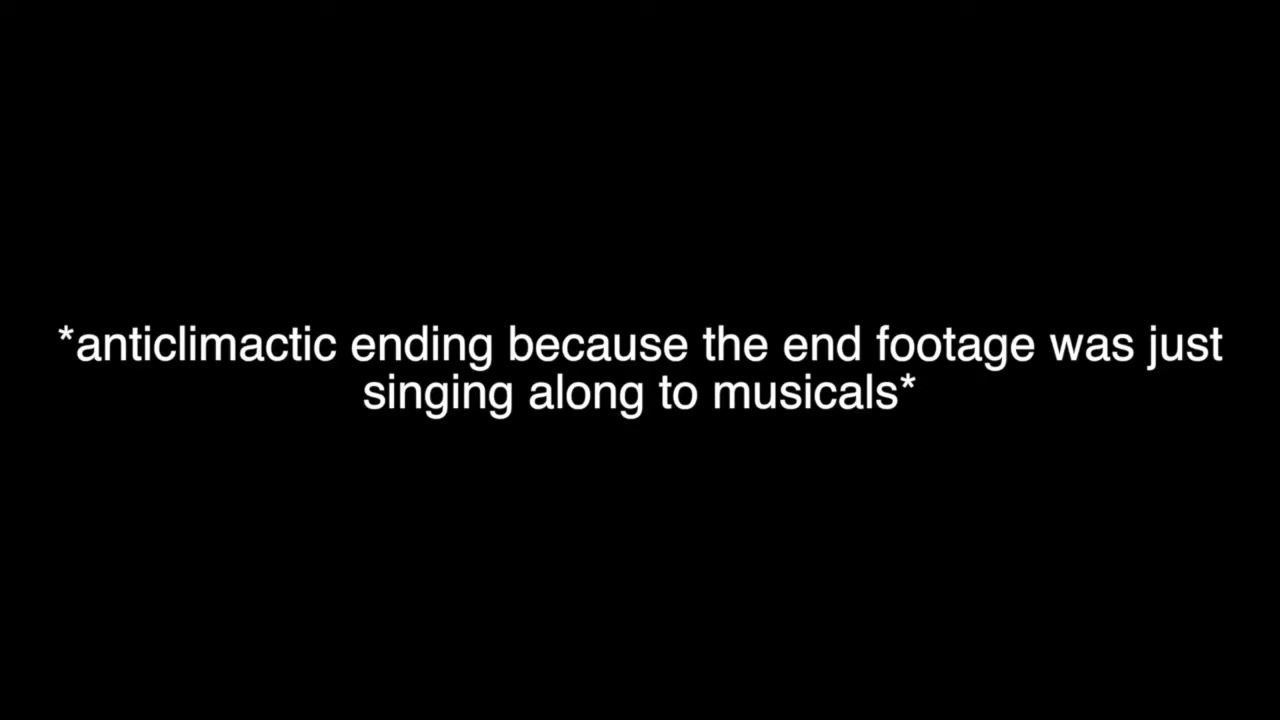 *anticlimactic ending because the end footage was just
singing along to musicals*